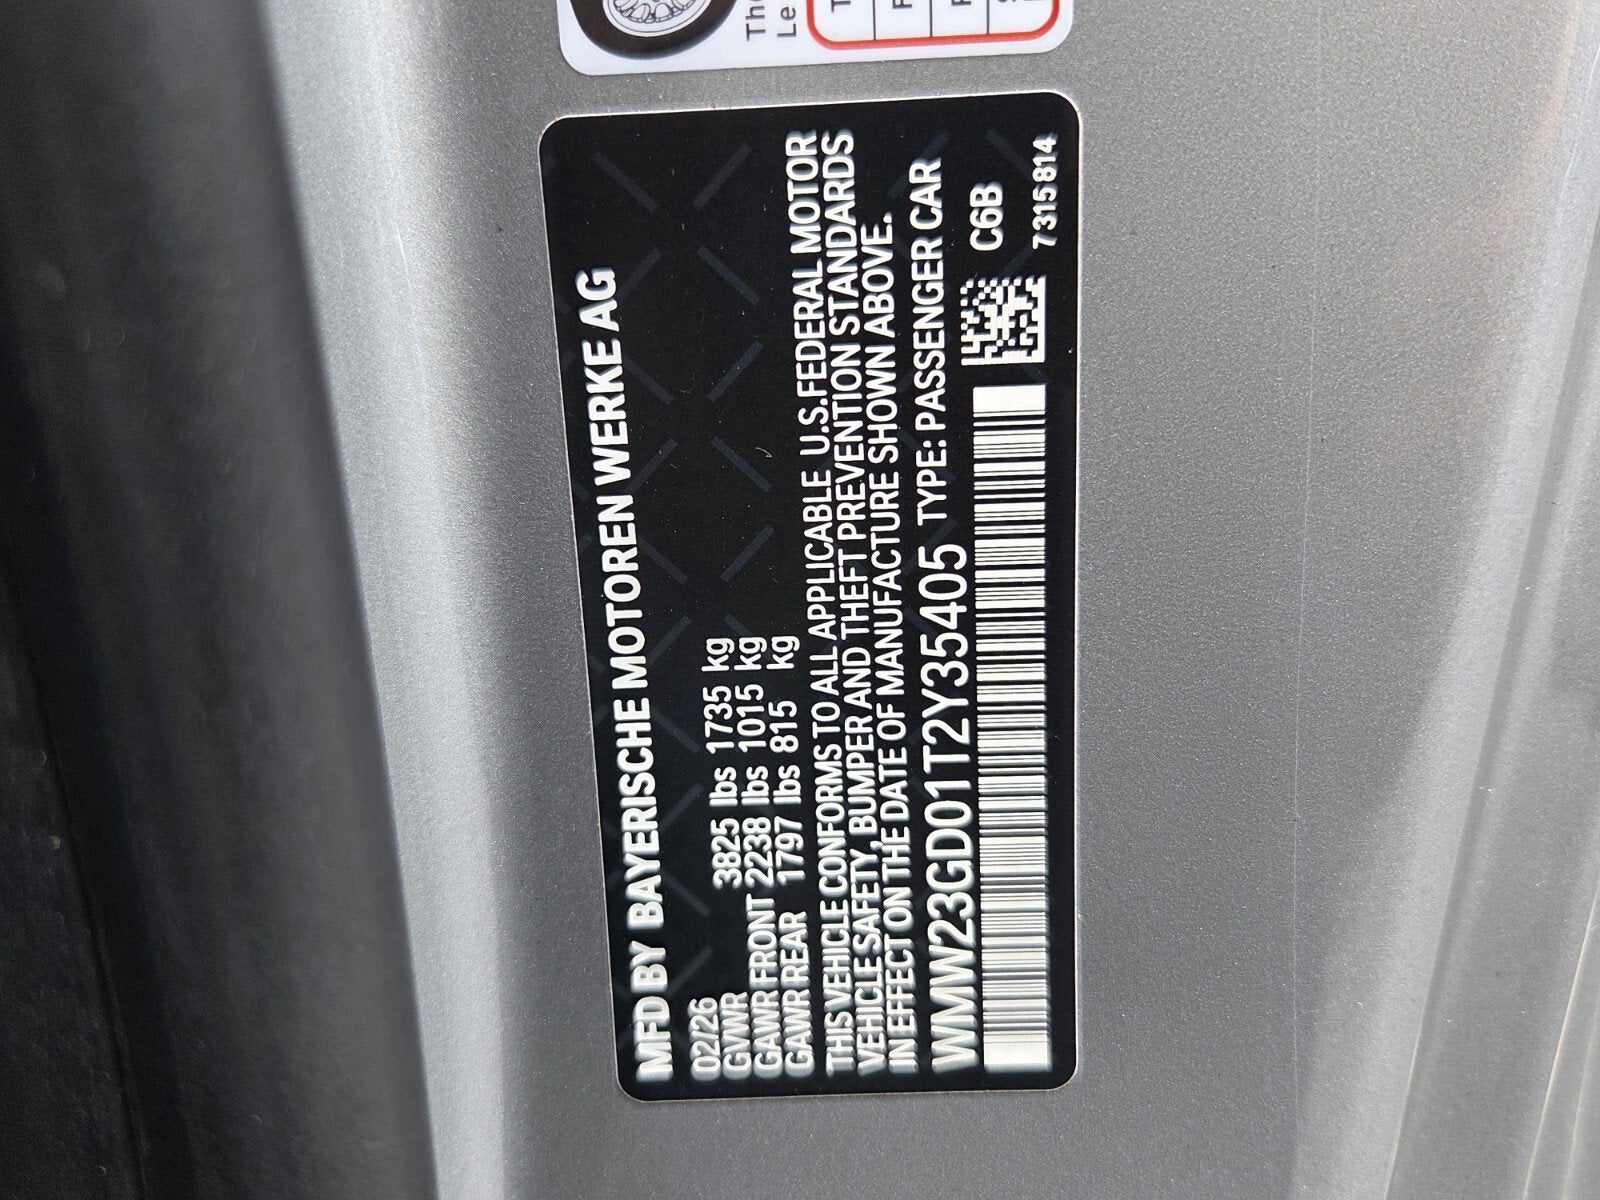 The
Le
MFD BY BAYERISCHE MOTOREN WERKE AG
02/26
GVWR 3825 lbs 1735 kg
GAWR FRONT 2238 lbs 1015 kg
GAWR REAR 1797 lbs 815 kg
THIS VEHICLE CONFORMS TO ALL APPLICABLE U.S.FEDERAL MOTOR
VEHICLE SAFETY, BUMPER AND THEFT PREVENTION STANDARDS
IN EFFECT ON THE DATE OF MANUFACTURE SHOWN ABOVE.
WMW23GD01T2Y35405 TYPE: PASSENGER CAR
C6B
7315814